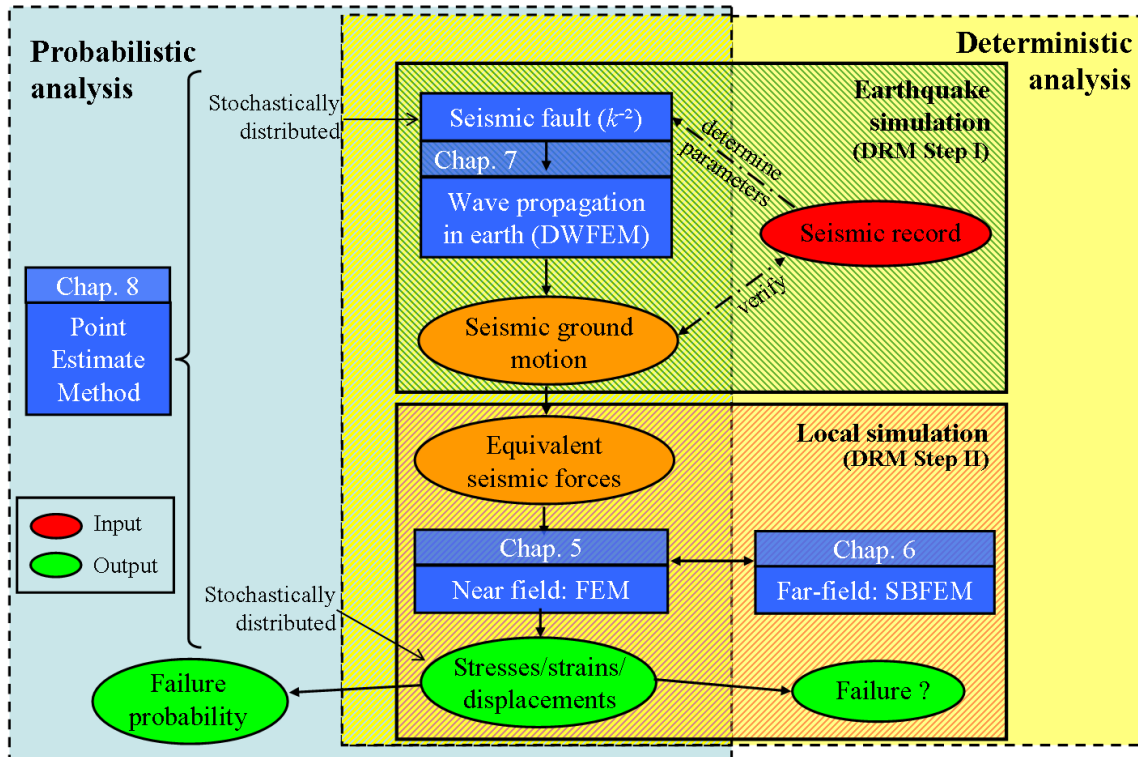 Probabilistic
analysis
Deterministic
analysis
Stochastically
distributed
Seismic fault (k⁻²)
Chap. 7
Wave propagation
in earth (DWFEM)
Earthquake
simulation
(DRM Step I)
determine
parameters
Seismic record
verify
Seismic ground
motion
Chap. 8
Point
Estimate
Method
Local simulation
(DRM Step II)
Equivalent
seismic forces
Input
Output
Chap. 5
Near field: FEM
Chap. 6
Far-field: SBFEM
Stochastically
distributed
Stresses/strains/
displacements
Failure
probability
Failure ?